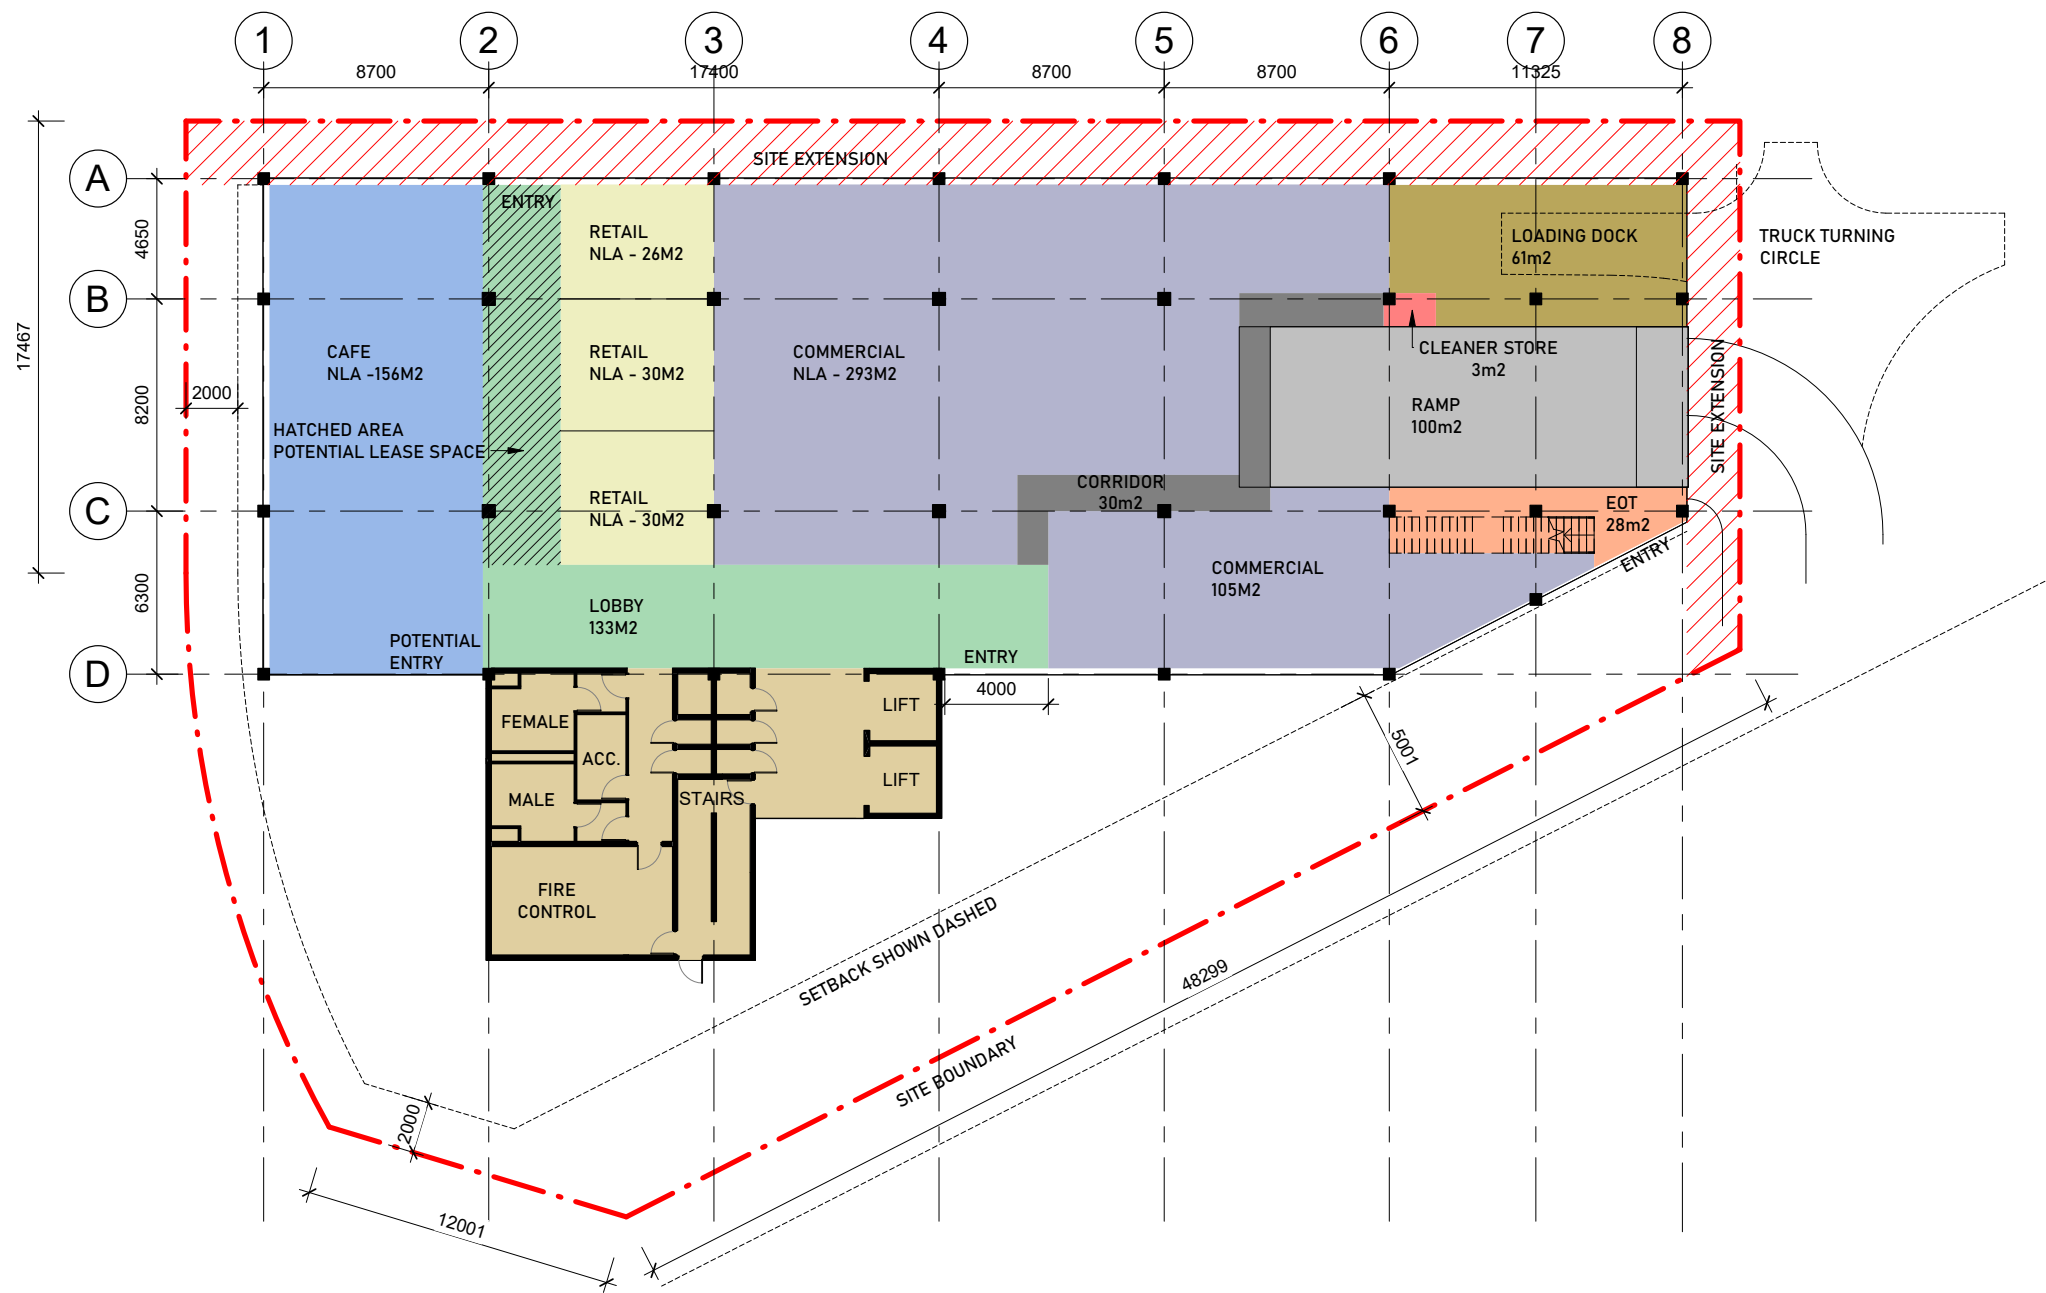 1
2
3
4
5
6
7
8
8700
17400
8700
8700
11325
A
B
C
D
4650
8200
6300
17467
2000
SITE EXTENSION
ENTRY
RETAIL
NLA - 26M2
LOADING DOCK
61m2
TRUCK TURNING
CIRCLE
CAFE
NLA -156M2
RETAIL
NLA - 30M2
COMMERCIAL
NLA - 293M2
CLEANER STORE
3m2
RAMP
100m2
SITE EXTENSION
HATCHED AREA
POTENTIAL LEASE SPACE
RETAIL
NLA - 30M2
CORRIDOR
30m2
EOT
28m2
ENTRY
COMMERCIAL
105M2
LOBBY
133M2
POTENTIAL
ENTRY
ENTRY
4000
FEMALE
ACC.
MALE
STAIRS
LIFT
LIFT
FIRE
CONTROL
5001
SETBACK SHOWN DASHED
48299
SITE BOUNDARY
2000
12001